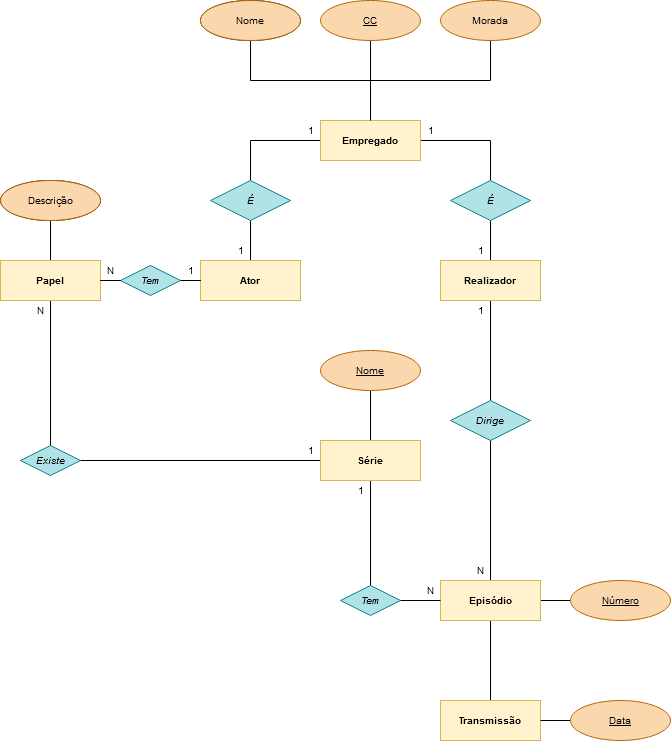 Nome
CC
Morada
1
Empregado
1
É
É
Descrição
1
1
Papel
N
Tem
1
Ator
Realizador
N
1
Nome
Dirige
Existe
1
Série
1
N
Tem
N
Episódio
Número
Transmissão
Data